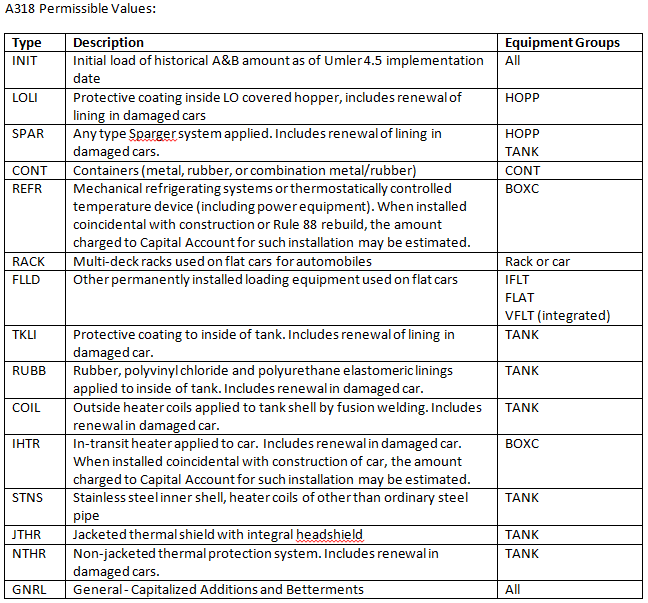 A318 Permissible Values:
Type Description Equipment Groups
INIT Initial load of historical A&B amount as of Umler 4.5 implementation All
date
LOLI Protective coating inside LO covered hopper, includes renewal of HOPP
lining in damaged cars
SPAR Any type Sparger system applied. Includes renewal of lining in HOPP
damaged cars. TANK
CONT Containers (metal, rubber, or combination metal/rubber) CONT
REFR Mechanical refrigerating systems or thermostatically controlled BOXC
temperature device (including power equipment). When installed
coincidental with construction or Rule 88 rebuild, the amount
charged to Capital Account for such installation may be estimated.
RACK Multi-deck racks used on flat cars for automobiles Rack or car
FLLD Other permanently installed loading equipment used on flat cars IFLT
FLAT
VFLT (integrated)
TKLI Protective coating to inside of tank. Includes renewal of lining in TANK
damaged car.
RUBB Rubber, polyvinyl chloride and polyurethane elastomeric linings TANK
applied to inside of tank. Includes renewal in damaged car.
COIL Outside heater coils applied to tank shell by fusion welding. Includes TANK
renewal in damaged car.
IHTR In-transit heater applied to car. Includes renewal in damaged car. BOXC
When installed coincidental with construction of car, the amount
charged to Capital Account for such installation may be estimated.
STNS Stainless steel inner shell, heater coils of other than ordinary steel TANK
pipe
JTHR Jacketed thermal shield with integral headshield TANK
NTHR Non-jacketed thermal protection system. Includes renewal in TANK
damaged cars.
GNRL General - Capitalized Additions and Betterments All